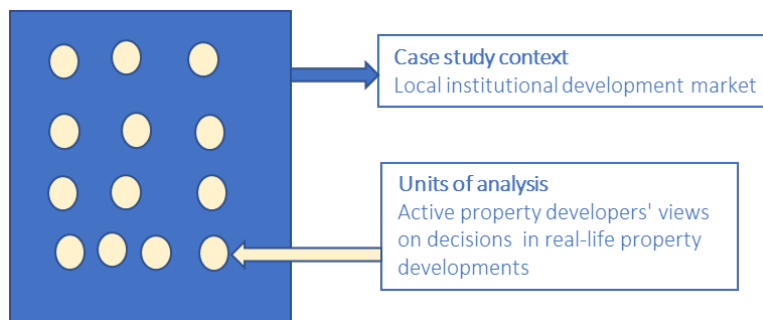 Case study context
Local institutional development market
Units of analysis
Active property developers' views
on decisions in real-life property
developments